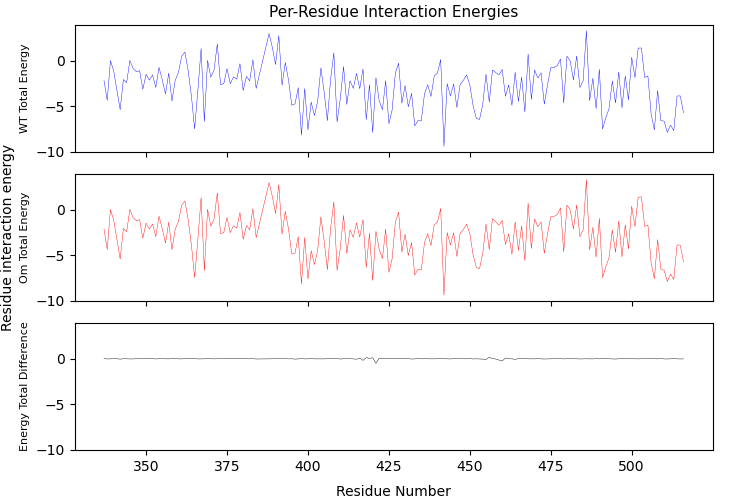 Per-Residue Interaction Energies
Residue interaction energy
WT Total Energy
0
−5
−10
Om Total Energy
0
−5
−10
Energy Total Difference
0
−5
−10
350 375 400 425 450 475 500
Residue Number